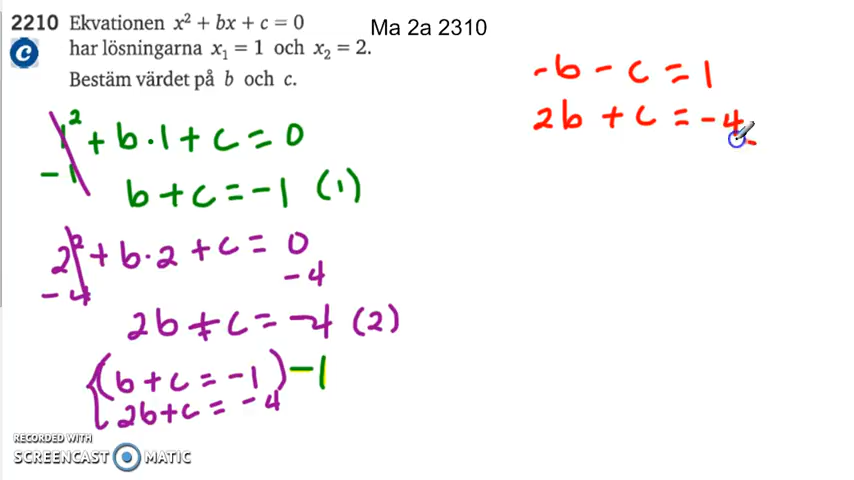 2210 Ekvationen x² + bx + c = 0
har lösningarna x₁ = 1 och x₂ = 2.
Bestäm värdet på b och c.
C
Ma 2a 2310
1² + b · 1 + c = 0
-1
b + c = -1 (1)
2² + b · 2 + c = 0
-4 -4
2b + c = -4 (2)
{(b + c = -1) -1
2b + c = -4
-b - c = 1
2b + c = -4
RECORDED WITH
SCREENCAST MATIC